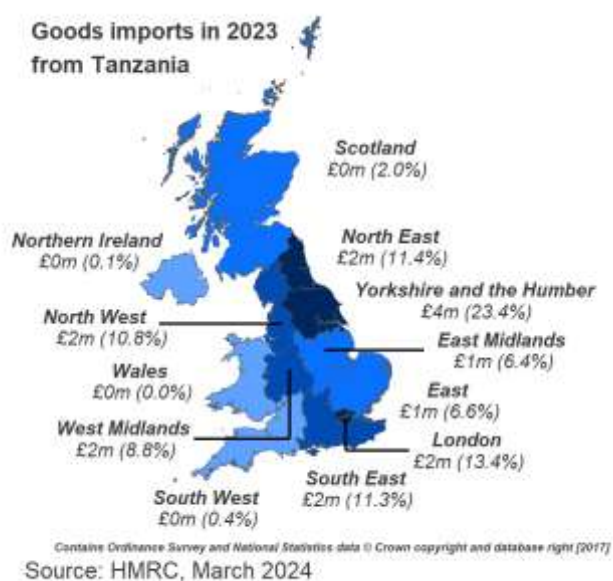 Goods imports in 2023
from Tanzania
Scotland
£0m (2.0%)
Northern Ireland
£0m (0.1%)
North East
£2m (11.4%)
Yorkshire and the Humber
£4m (23.4%)
North West
£2m (10.8%)
East Midlands
£1m (6.4%)
Wales
£0m (0.0%)
East
£1m (6.6%)
West Midlands
£2m (8.8%)
London
£2m (13.4%)
South East
£2m (11.3%)
South West
£0m (0.4%)
Contains Ordinance Survey and National Statistics data © Crown copyright and database right [2017]
Source: HMRC, March 2024